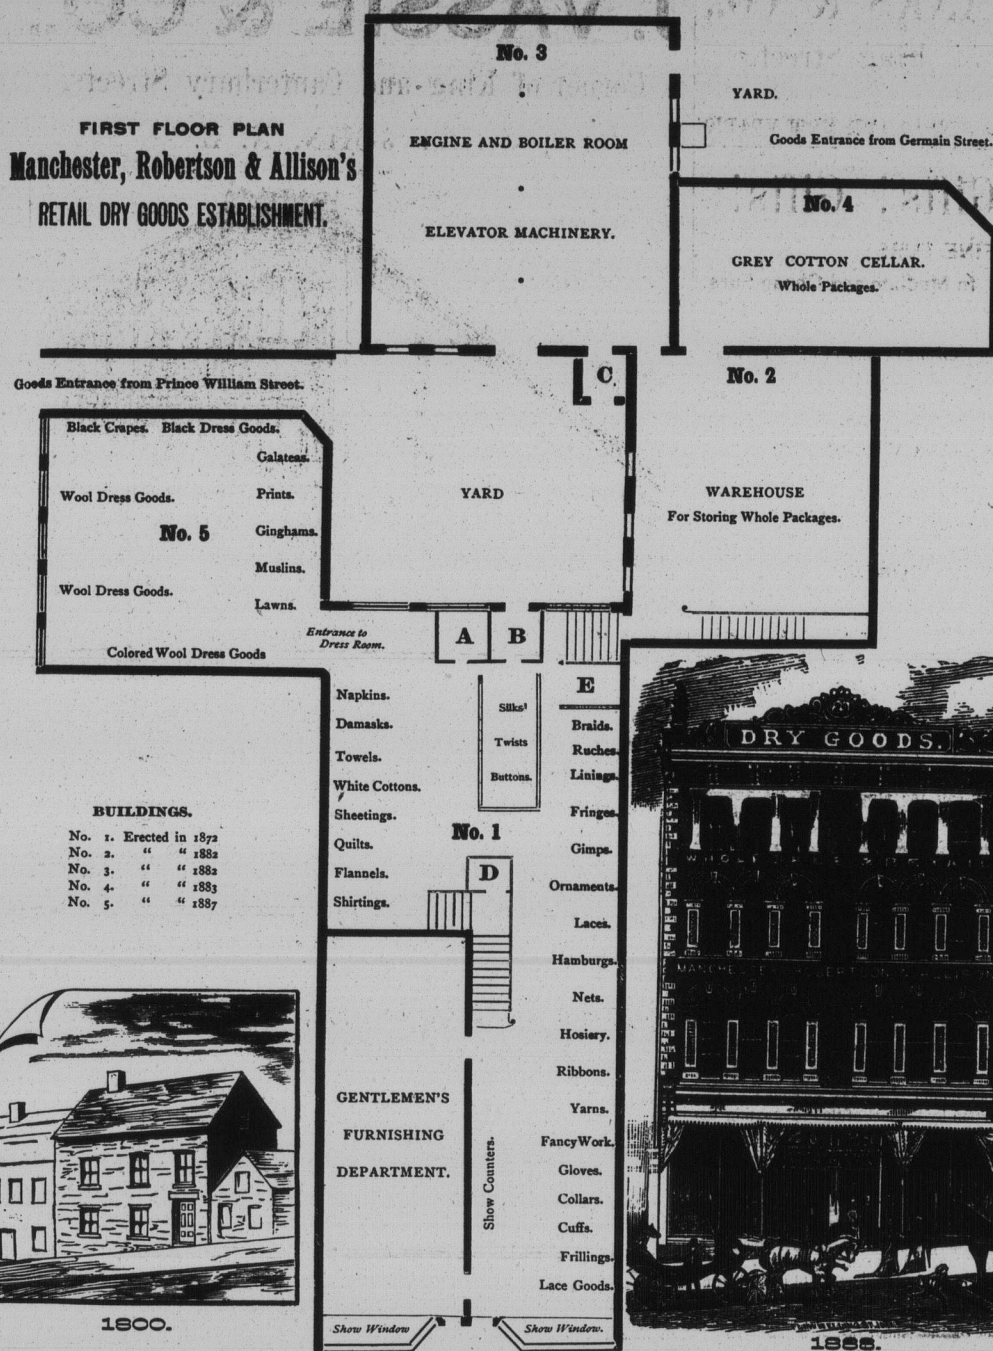 FIRST FLOOR PLAN
Manchester, Robertson & Allison's
RETAIL DRY GOODS ESTABLISHMENT.
No. 3
ENGINE AND BOILER ROOM
ELEVATOR MACHINERY.
YARD.
Goods Entrance from Germain Street.
No. 4
GREY COTTON CELLAR.
Whole Packages.
Goods Entrance from Prince William Street.
C
No. 2
WAREHOUSE
For Storing Whole Packages.
YARD
Black Crapes. Black Dress Goods.
Galateas.
Wool Dress Goods.
Prints.
No. 5
Ginghams.
Muslins.
Wool Dress Goods.
Lawns.
Colored Wool Dress Goods
Entrance to
Dress Room.
A
B
E
Napkins.
Damasks.
Towels.
White Cottons.
Sheetings.
Quilts.
Flannels.
Shirtings.
Silks'
Twists
Buttons.
No. 1
D
Braids.
Ruches.
Linings.
Fringes.
Gimps.
Ornaments.
Laces.
Hamburgs.
Nets.
Hosiery.
Ribbons.
Yarns.
Fancy Work.
Gloves.
Collars.
Cuffs.
Frillings.
Lace Goods.
GENTLEMEN'S
FURNISHING
DEPARTMENT.
Show Counters.
Show Window
Show Window.
BUILDINGS.
No. 1. Erected in 1872
No. 2. " " 1882
No. 3. " " 1882
No. 4. " " 1883
No. 5. " " 1887
1800.
DRY GOODS.